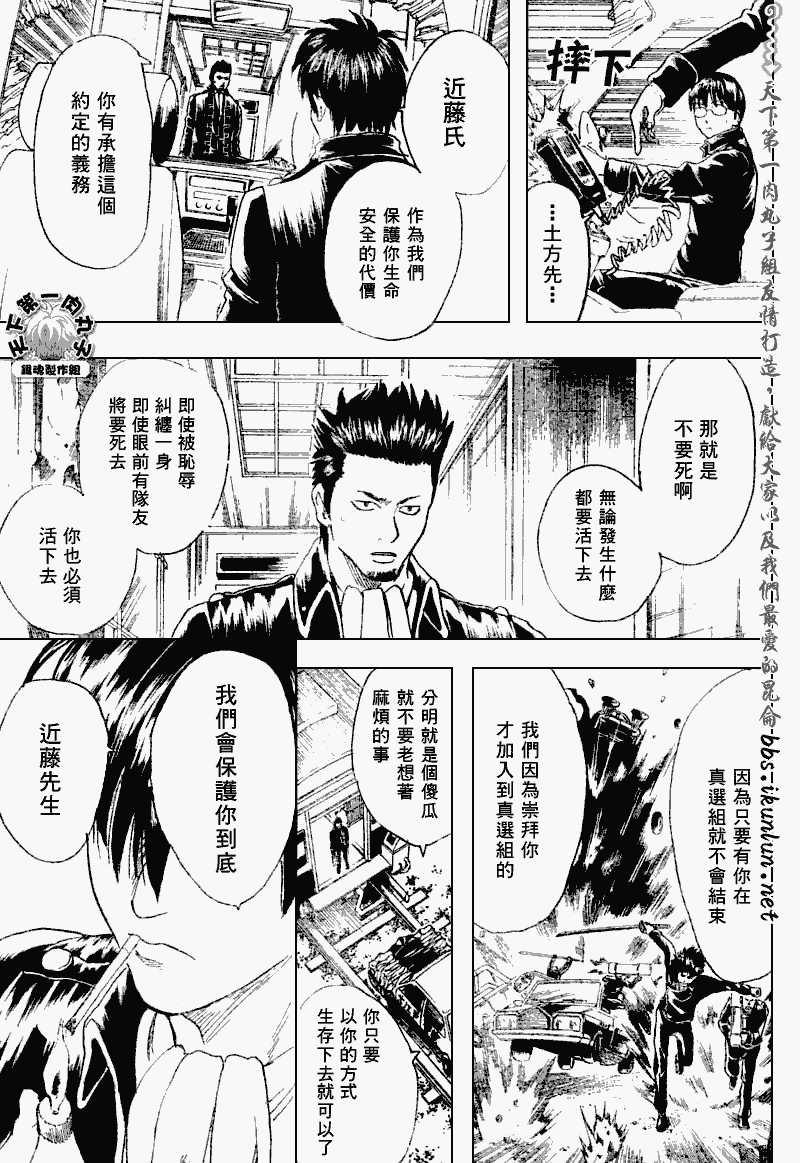 摔下
…土方先…
近藤氏
作為我們
保護你生命
安全的代價
你有承擔這個
約定的義務
那就是
不要死啊
無論發生什麼
都要活下去
即使被恥辱
糾纏一身
即使眼前有隊友
將要死去
你也必須
活下去
因為只要有你在
真選組就不會結束
我們因為崇拜你
才加入到真選組的
分明就是個傻瓜
就不要老想著
麻煩的事
你只要
以你的方式
生存下去就可以了
我們會保護你到底
近藤先生
天下第一肉丸子
銀魂製作組
天下第一肉丸子組友情打造。獻給大家以及我們最愛的昆侖 bbs.ikunlun.net